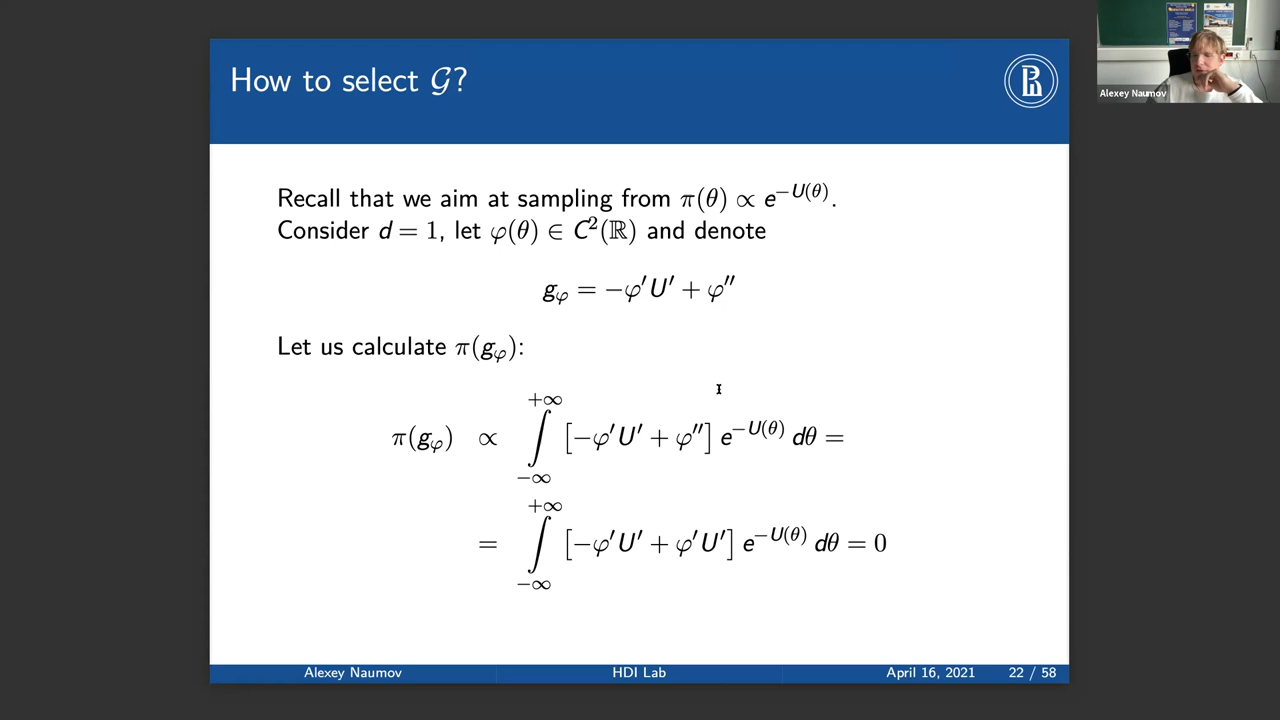 How to select 𝒢?
Alexey Naumov
Recall that we aim at sampling from π(θ) ∝ e^{−U(θ)}.
Consider d = 1, let φ(θ) ∈ C²(ℝ) and denote
g_φ = −φ′U′ + φ″
Let us calculate π(g_φ):
π(g_φ) ∝ ∫_{−∞}^{+∞} [−φ′U′ + φ″] e^{−U(θ)} dθ =
= ∫_{−∞}^{+∞} [−φ′U′ + φ′U′] e^{−U(θ)} dθ = 0
Alexey Naumov HDI Lab April 16, 2021 22 / 58